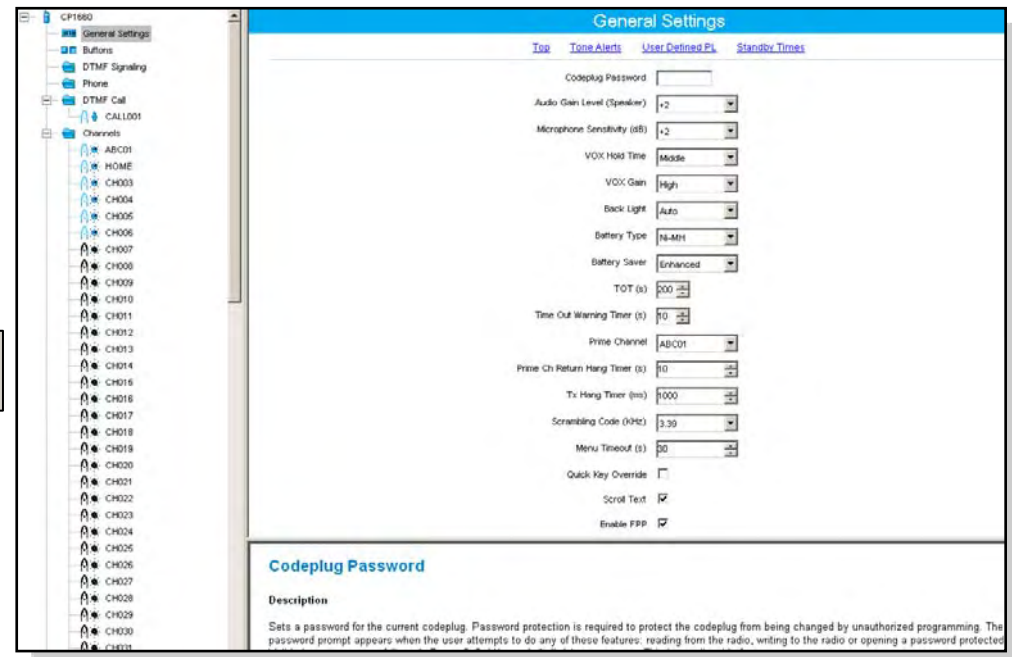 CP1660
General Settings
Buttons
DTMF Signaling
Phone
DTMF Call
CALL001
Channels
ABC01
HOME
CH003
CH004
CH005
CH006
CH007
CH008
CH009
CH010
CH011
CH012
CH013
CH014
CH015
CH016
CH017
CH018
CH019
CH020
CH021
CH022
CH023
CH024
CH025
CH026
CH027
CH028
CH029
CH030
CH031
General Settings
Top Tone Alerts User Defined PL Standby Times
Codeplug Password
Audio Gain Level (Speaker) +2
Microphone Sensitivity (dB) +2
VOX Hold Time Middle
VOX Gain High
Back Light Auto
Battery Type Ni-MH
Battery Saver Enhanced
TOT (s) 200
Time Out Warning Timer (s) 10
Prime Channel ABC01
Prime Ch Return Hang Timer (s) 10
Tx Hang Timer (ms) 1000
Scrambling Code (KHz) 3.39
Menu Timeout (s) 30
Quick Key Override
Scroll Text
Enable FPP
Codeplug Password
Description
Sets a password for the current codeplug. Password protection is required to protect the codeplug from being changed by unauthorized programming. The
password prompt appears when the user attempts to do any of these features: reading from the radio, writing to the radio or opening a password protected